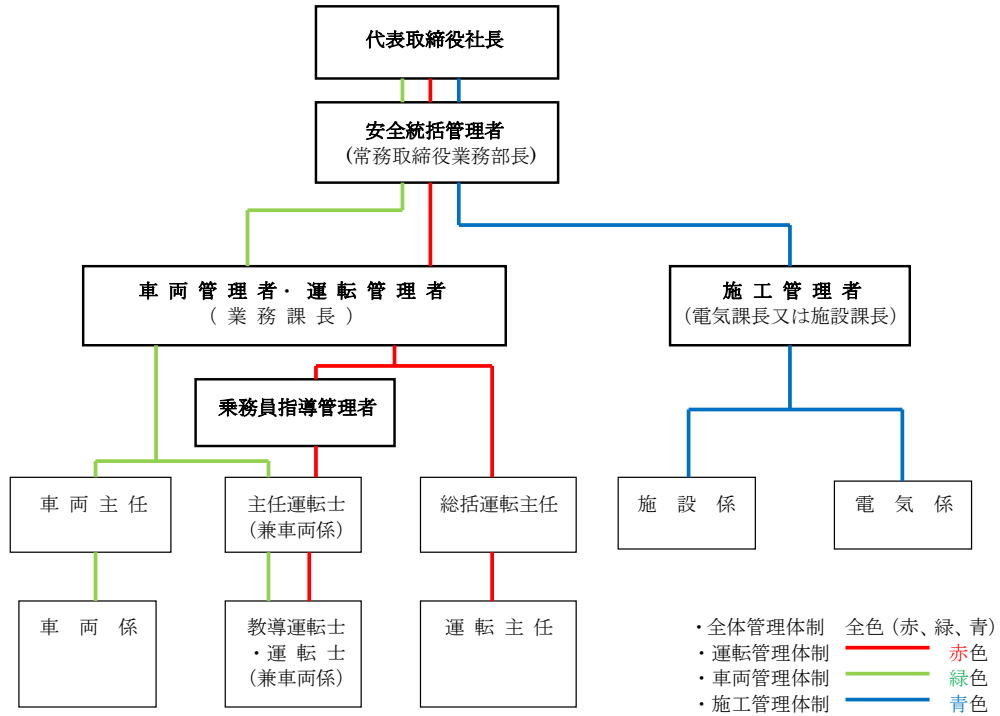 代表取締役社長
安全統括管理者
(常務取締役業務部長)
車両管理者・運転管理者
(業務課長)
施工管理者
(電気課長又は施設課長)
乗務員指導管理者
車両主任
主任運転士
(兼車両係)
総括運転主任
施設係
電気係
車両係
教導運転士
・運転士
(兼車両係)
運転主任
・全体管理体制 全色(赤、緑、青)
・運転管理体制 赤色
・車両管理体制 緑色
・施工管理体制 青色